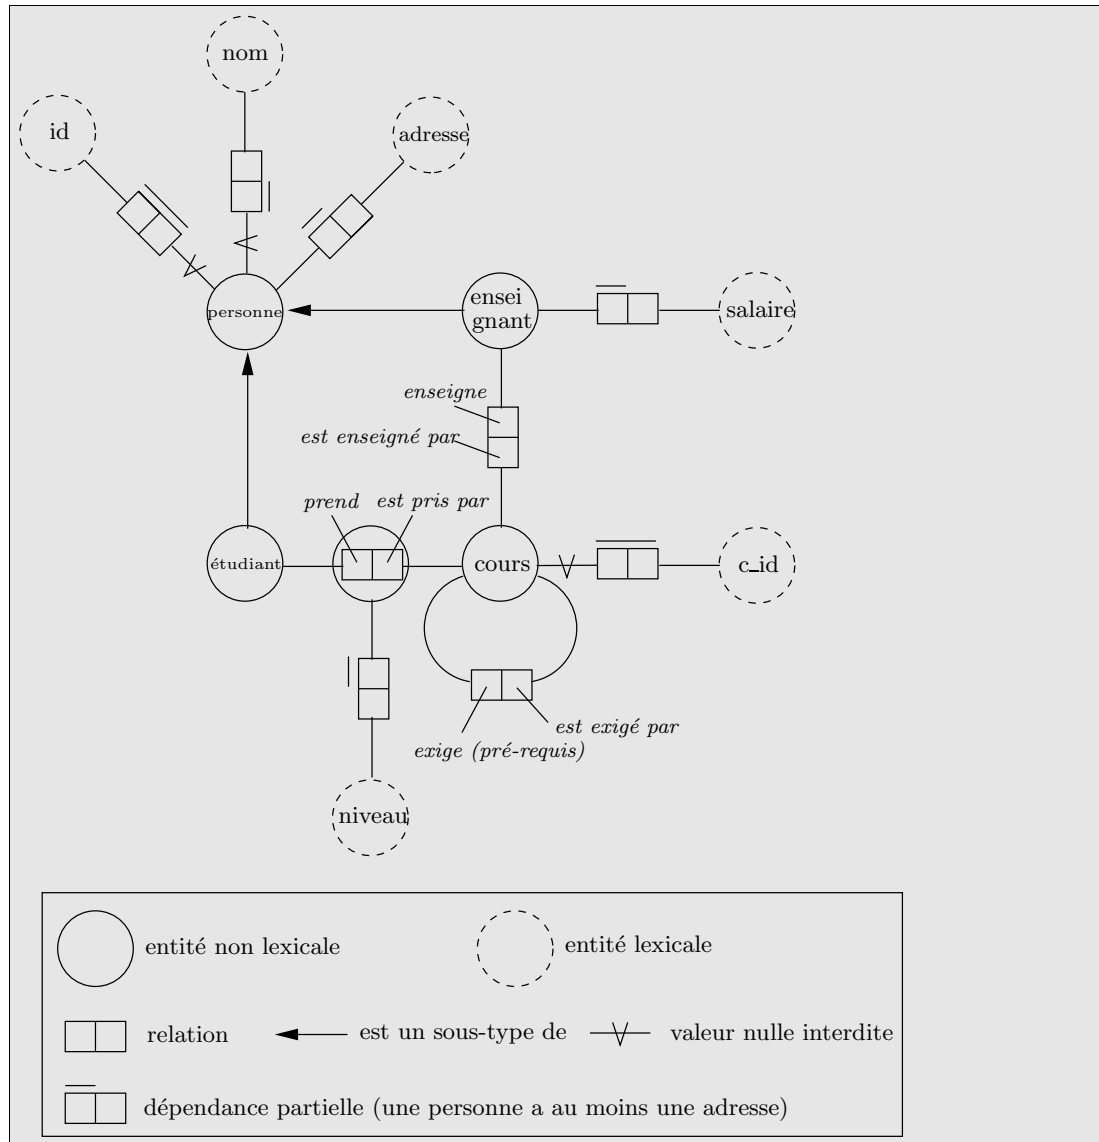 nom
id
adresse
personne
ensei
gnant
salaire
enseigne
est enseigné par
prend est pris par
étudiant
cours
c_id
est exigé par
exige (pré-requis)
niveau
entité non lexicale
entité lexicale
relation
est un sous-type de
valeur nulle interdite
dépendance partielle (une personne a au moins une adresse)